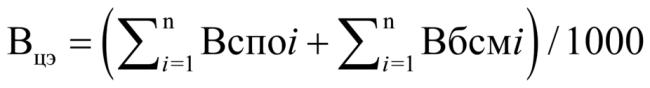 Вцэ = (∑ⁿᵢ₌₁ Вспоi + ∑ⁿᵢ₌₁ Вбсмi) / 1000